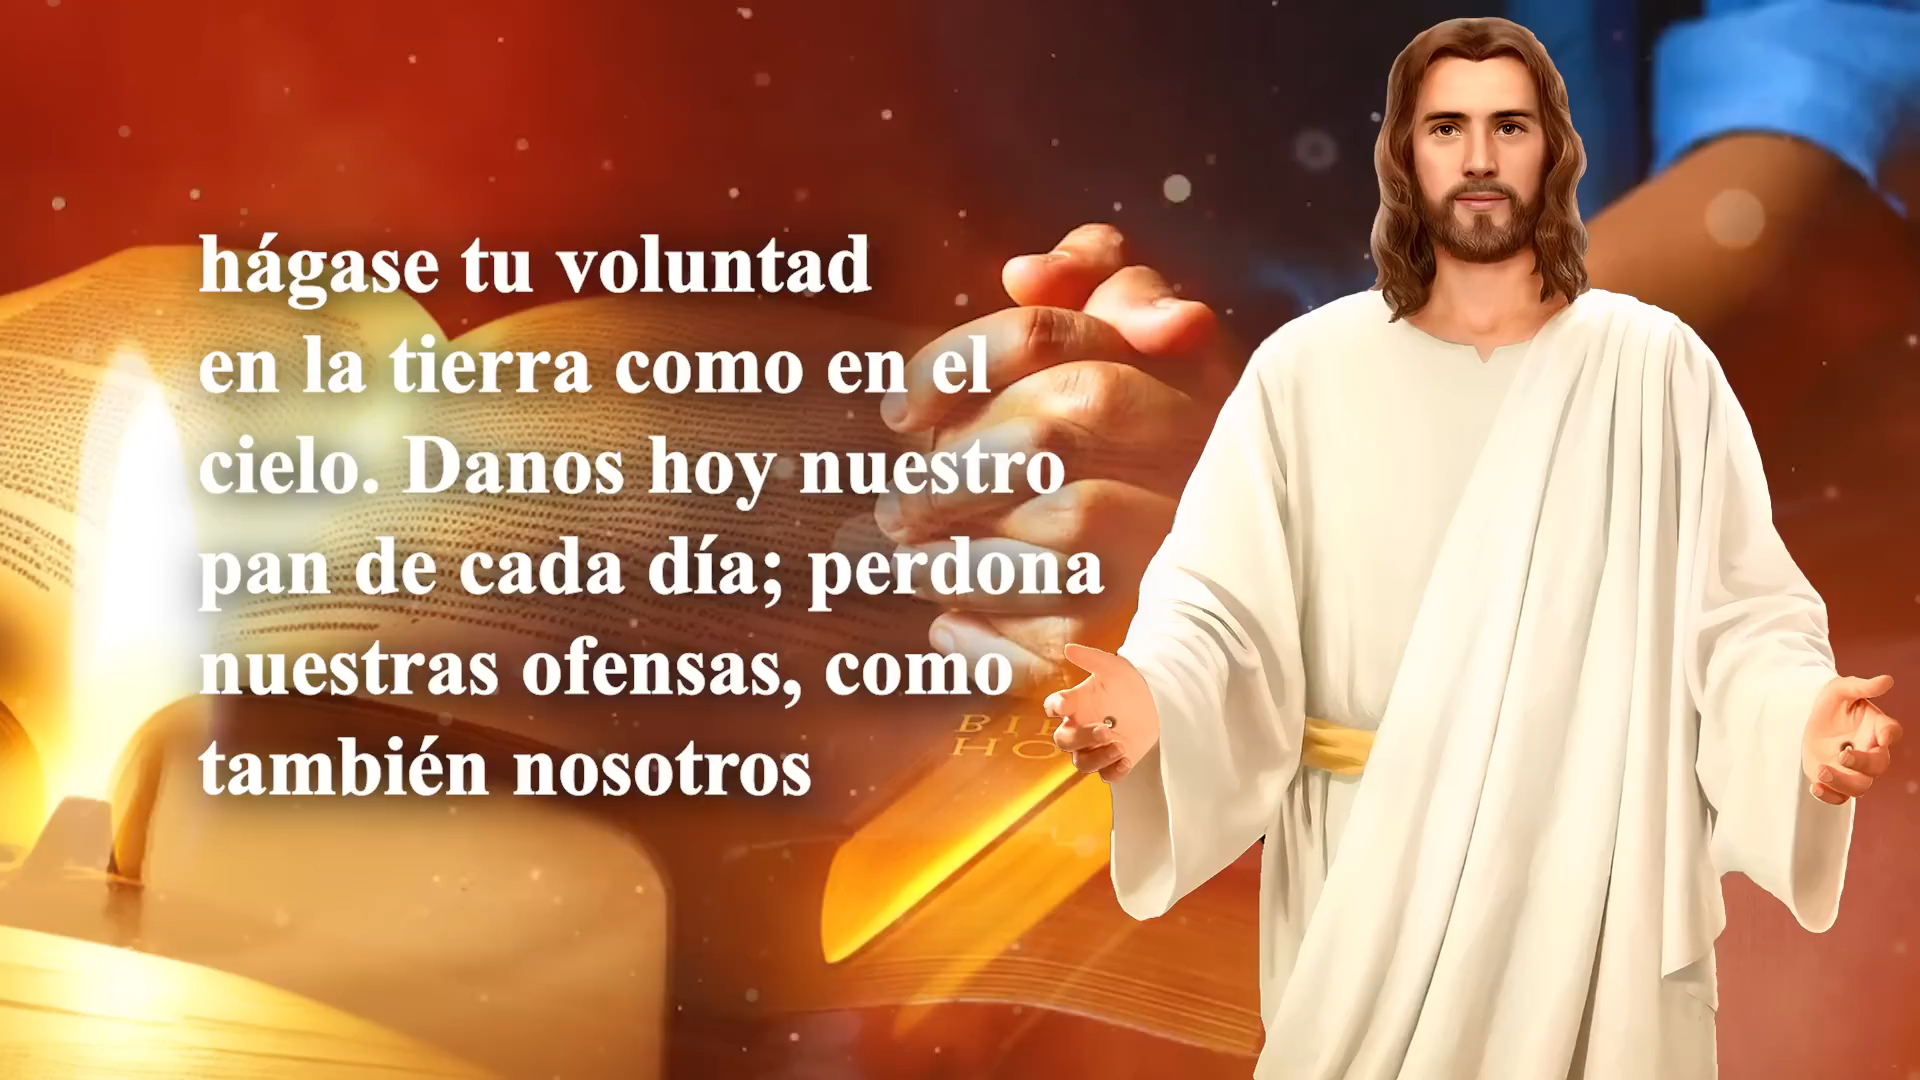 hágase tu voluntad
en la tierra como en el
cielo. Danos hoy nuestro
pan de cada día; perdona
nuestras ofensas, como
también nosotros